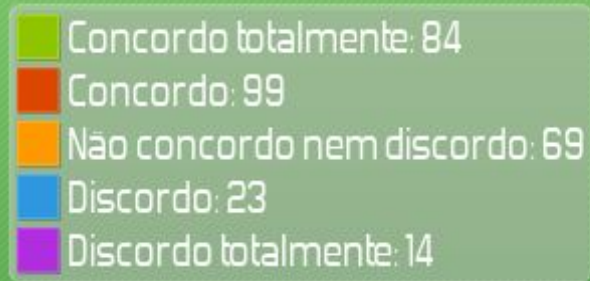 Concordo totalmente: 84
Concordo: 99
Não concordo nem discordo: 69
Discordo: 23
Discordo totalmente: 14